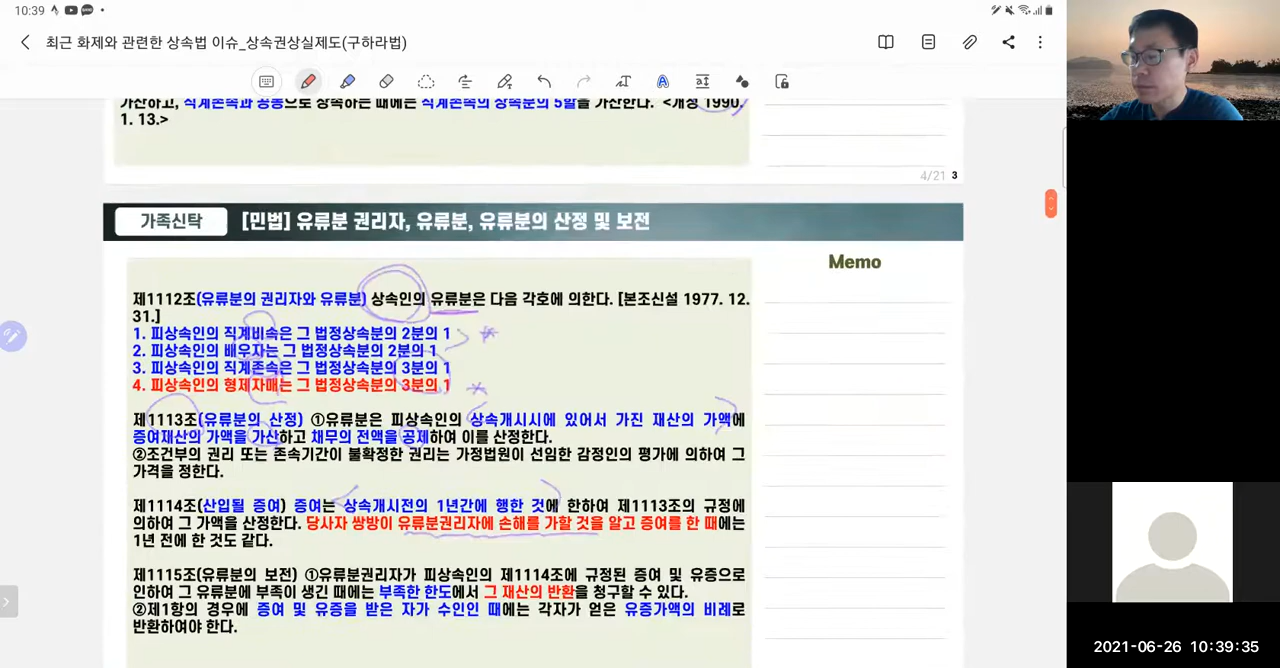 10:39
최근 화제와 관련한 상속법 이슈_상속권상실제도(구하라법)
가산하고, 직계존속과 공동으로 상속하는 때에는 직계존속의 상속분의 5할을 가산한다. <개정 1990.
1. 13.>
4/21 3
가족신탁 [민법] 유류분 권리자, 유류분, 유류분의 산정 및 보전
Memo
제1112조(유류분의 권리자와 유류분) 상속인의 유류분은 다음 각호에 의한다. [본조신설 1977. 12.
31.]
1. 피상속인의 직계비속은 그 법정상속분의 2분의 1
2. 피상속인의 배우자는 그 법정상속분의 2분의 1
3. 피상속인의 직계존속은 그 법정상속분의 3분의 1
4. 피상속인의 형제자매는 그 법정상속분의 3분의 1
제1113조(유류분의 산정) ①유류분은 피상속인의 상속개시시에 있어서 가진 재산의 가액에
증여재산의 가액을 가산하고 채무의 전액을 공제하여 이를 산정한다.
②조건부의 권리 또는 존속기간이 불확정한 권리는 가정법원이 선임한 감정인의 평가에 의하여 그
가격을 정한다.
제1114조(산입될 증여) 증여는 상속개시전의 1년간에 행한 것에 한하여 제1113조의 규정에
의하여 그 가액을 산정한다. 당사자 쌍방이 유류분권리자에 손해를 가할 것을 알고 증여를 한 때에는
1년 전에 한 것도 같다.
제1115조(유류분의 보전) ①유류분권리자가 피상속인의 제1114조에 규정된 증여 및 유증으로
인하여 그 유류분에 부족이 생긴 때에는 부족한 한도에서 그 재산의 반환을 청구할 수 있다.
②제1항의 경우에 증여 및 유증을 받은 자가 수인인 때에는 각자가 얻은 유증가액의 비례로
반환하여야 한다.
2021-06-26 10:39:35